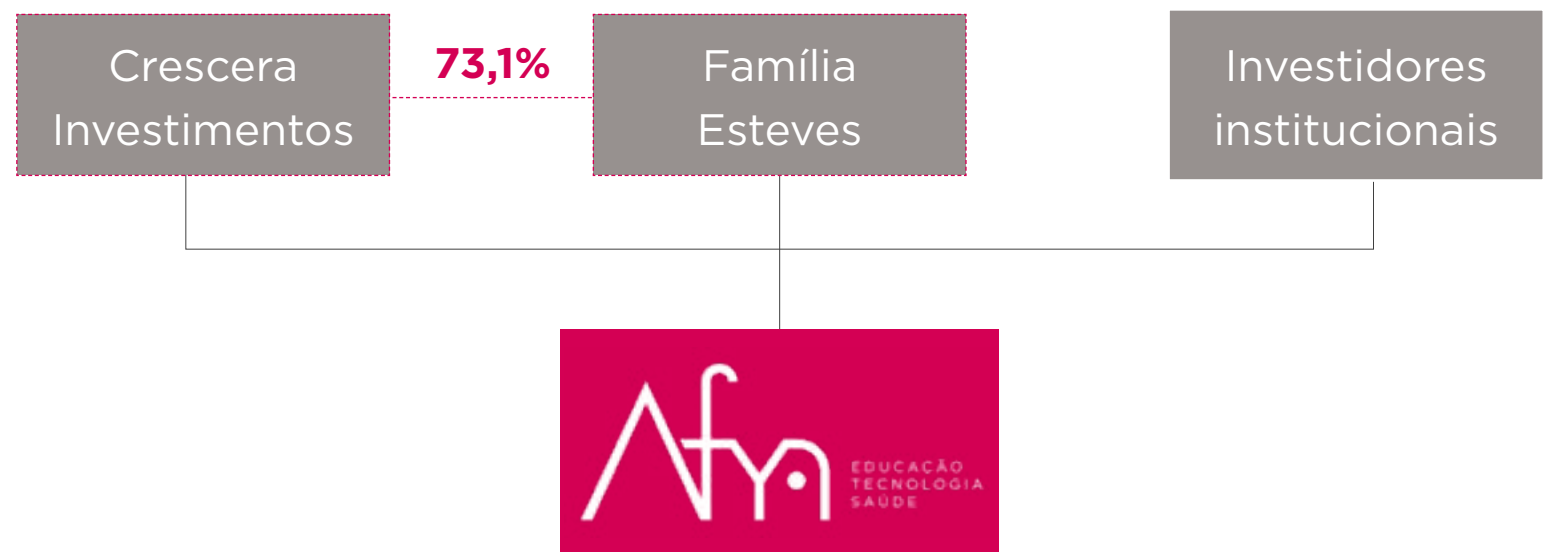 Crescera
Investimentos
73,1%
Família
Esteves
Investidores
institucionais
Afya
EDUCAÇÃO
TECNOLOGIA
SAÚDE